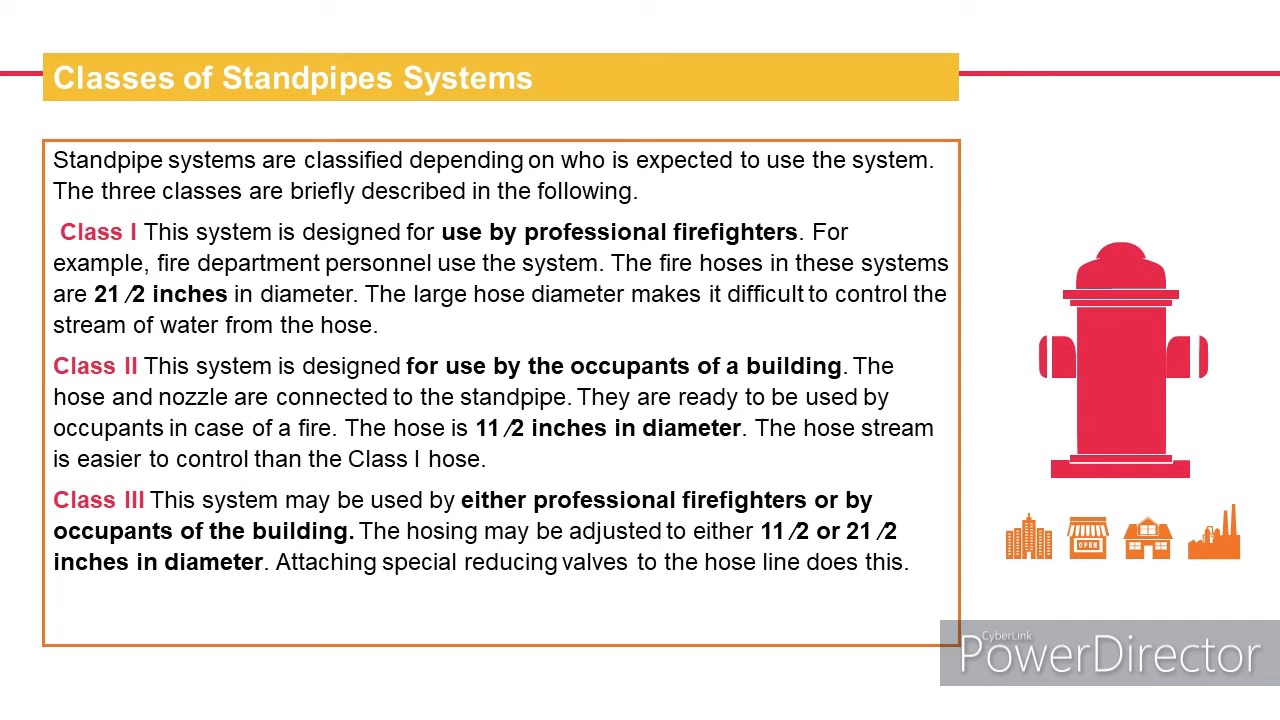 Classes of Standpipes Systems
Standpipe systems are classified depending on who is expected to use the system.
The three classes are briefly described in the following.
Class I This system is designed for use by professional firefighters. For
example, fire department personnel use the system. The fire hoses in these systems
are 21 ⁄2 inches in diameter. The large hose diameter makes it difficult to control the
stream of water from the hose.
Class II This system is designed for use by the occupants of a building. The
hose and nozzle are connected to the standpipe. They are ready to be used by
occupants in case of a fire. The hose is 11 ⁄2 inches in diameter. The hose stream
is easier to control than the Class I hose.
Class III This system may be used by either professional firefighters or by
occupants of the building. The hosing may be adjusted to either 11 ⁄2 or 21 ⁄2
inches in diameter. Attaching special reducing valves to the hose line does this.
OPEN
CyberLink
PowerDirector